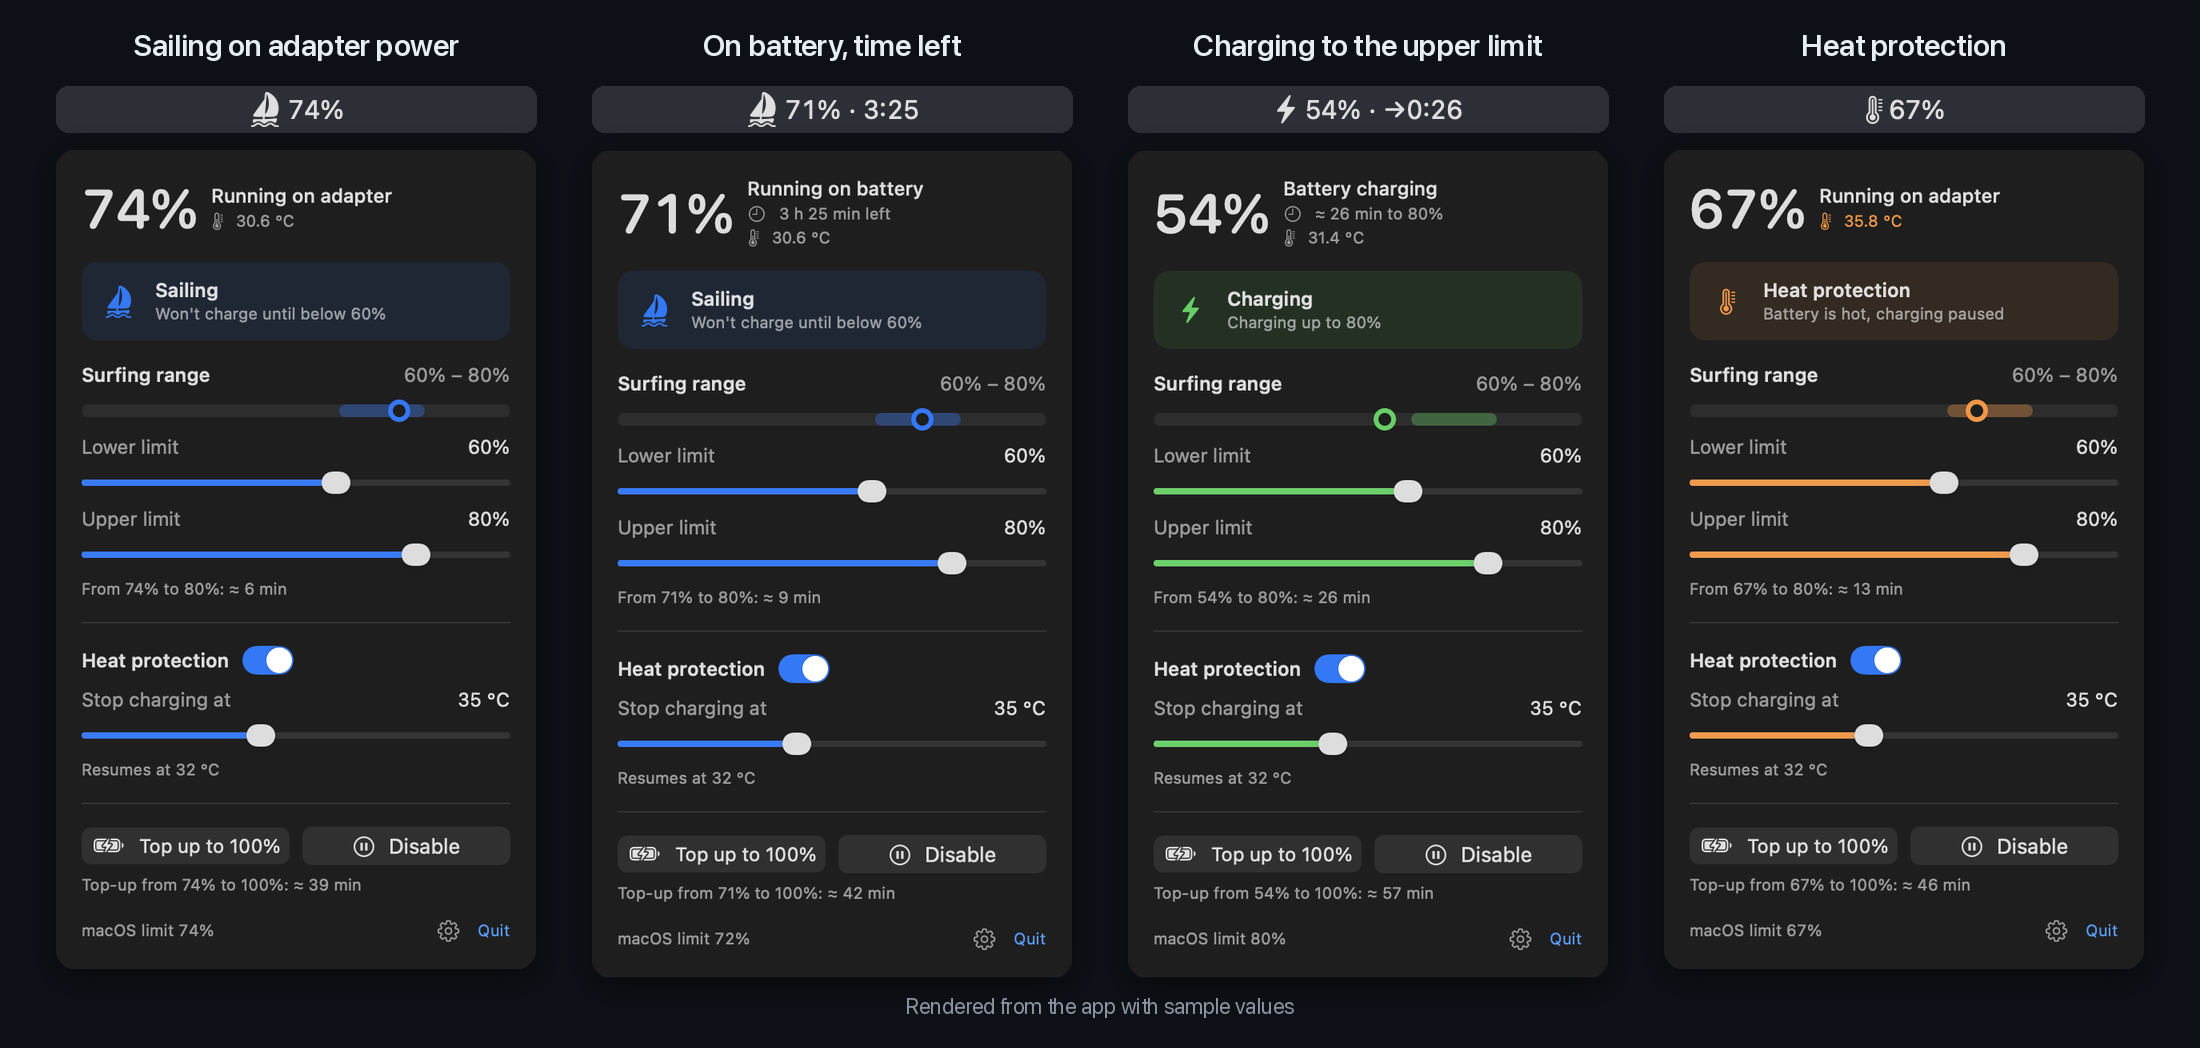 Sailing on adapter power
74%
74%
Running on adapter
30.6 °C
Sailing
Won't charge until below 60%
Surfing range
60% – 80%
Lower limit
60%
Upper limit
80%
From 74% to 80%: ≈ 6 min
Heat protection
Stop charging at
35 °C
Resumes at 32 °C
Top up to 100%
Disable
Top-up from 74% to 100%: ≈ 39 min
macOS limit 74%
Quit
On battery, time left
71% · 3:25
71%
Running on battery
3 h 25 min left
30.6 °C
Sailing
Won't charge until below 60%
Surfing range
60% – 80%
Lower limit
60%
Upper limit
80%
From 71% to 80%: ≈ 9 min
Heat protection
Stop charging at
35 °C
Resumes at 32 °C
Top up to 100%
Disable
Top-up from 71% to 100%: ≈ 42 min
macOS limit 72%
Quit
Charging to the upper limit
54% · →0:26
54%
Battery charging
≈ 26 min to 80%
31.4 °C
Charging
Charging up to 80%
Surfing range
60% – 80%
Lower limit
60%
Upper limit
80%
From 54% to 80%: ≈ 26 min
Heat protection
Stop charging at
35 °C
Resumes at 32 °C
Top up to 100%
Disable
Top-up from 54% to 100%: ≈ 57 min
macOS limit 80%
Quit
Heat protection
67%
67%
Running on adapter
35.8 °C
Heat protection
Battery is hot, charging paused
Surfing range
60% – 80%
Lower limit
60%
Upper limit
80%
From 67% to 80%: ≈ 13 min
Heat protection
Stop charging at
35 °C
Resumes at 32 °C
Top up to 100%
Disable
Top-up from 67% to 100%: ≈ 46 min
macOS limit 67%
Quit
Rendered from the app with sample values